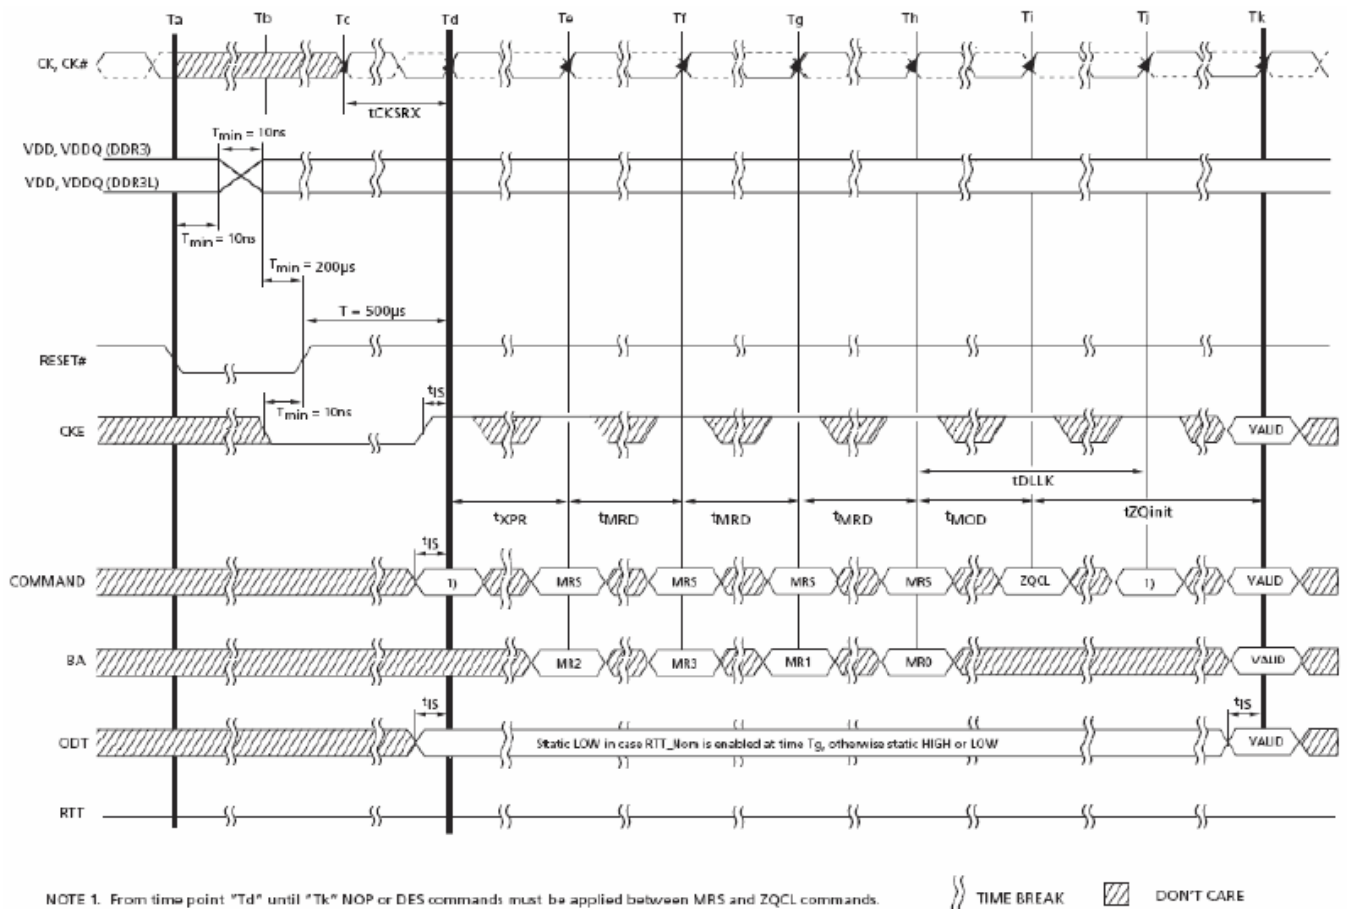 Ta Tb Tc Td Te Tf Tg Th Ti Tj Tk
CK, CK#
tCKSRX
Tmin = 10ns
VDD, VDDQ (DDR3)
VDD, VDDQ (DDR3L)
Tmin = 10ns
Tmin = 200µs
T = 500µs
RESET#
tIS
Tmin = 10ns
CKE
VALID
tDLLK
tXPR tMRD tMRD tMRD tMOD tZQinit
tIS
COMMAND 1) MRS MRS MRS MRS ZQCL 1) VALID
BA MR2 MR3 MR1 MR0 VALID
tIS tIS
ODT Static LOW in case RTT_Nom is enabled at time Tg, otherwise static HIGH or LOW VALID
RTT
NOTE 1. From time point "Td" until "Tk" NOP or DES commands must be applied between MRS and ZQCL commands.
TIME BREAK DON'T CARE